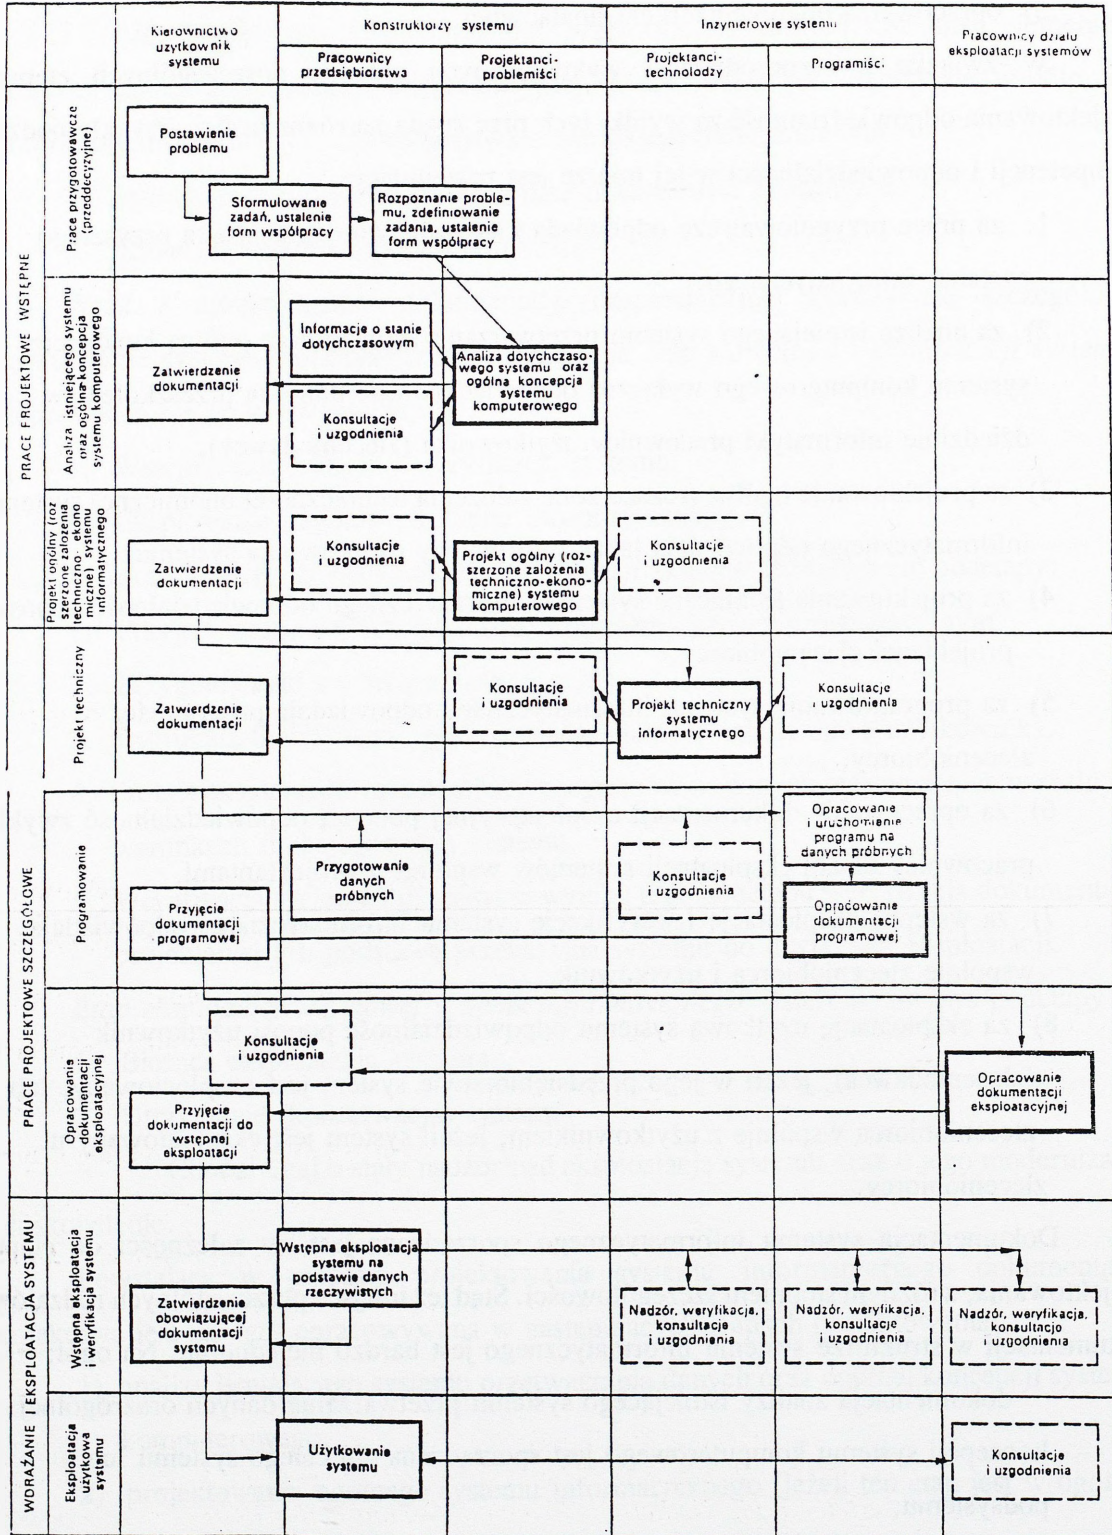 Kierownictwo
użytkownik
systemu
Konstruktorzy systemu
Inżynierowie systemu
Pracownicy działu
eksploatacji systemów
Pracownicy
przedsiębiorstwa
Projektanci-
problemiści
Projektanci-
technolodzy
Programiści
PRACE PROJEKTOWE WSTĘPNE
Prace przygotowawcze
(przeddecyzyjne)
Postawienie
problemu
Sformułowanie
zadań, ustalenie
form współpracy
Rozpoznanie proble-
mu, zdefiniowanie
zadania, ustalenie
form współpracy
Analiza istniejącego systemu
oraz ogólna koncepcja
systemu komputerowego
Informacje o stanie
dotychczasowym
Zatwierdzenie
dokumentacji
Analiza dotychczaso-
wego systemu oraz
ogólna koncepcja
systemu
komputerowego
Konsultacje
i uzgodnienia
Projekt ogólny (roz
szerzone założenia
techniczno- ekono
miczne) systemu
informatycznego
Zatwierdzenie
dokumentacji
Konsultacje
i uzgodnienia
Projekt ogólny (roz-
szerzone założenia
techniczno-ekono-
miczne) systemu
komputerowego
Konsultacje
i uzgodnienia
Projekt techniczny
Zatwierdzenie
dokumentacji
Konsultacje
i uzgodnienia
Projekt techniczny
systemu
informatycznego
Konsultacje
i uzgodnienia
PRACE PROJEKTOWE SZCZEGÓŁOWE
Programowanie
Opracowanie
i uruchomienie
programu na
danych próbnych
Przygotowanie
danych
próbnych
Konsultacje
i uzgodnienia
Przyjęcie
dokumentacji
programowej
Opracowanie
dokumentacji
programowej
Opracowanie
dokumentacji
eksploatacyjnej
Konsultacje
i uzgodnienia
Opracowanie
dokumentacji
eksploatacyjnej
Przyjęcie
dokumentacji do
wstępnej
eksploatacji
WDRAŻANIE I EKSPLOATACJA SYSTEMU
Wstępna eksploatacja
i weryfikacja systemu
Wstępna eksploatacja
systemu na
podstawie danych
rzeczywistych
Zatwierdzenie
obowiązującej
dokumentacji
systemu
Nadzór, weryfikacja,
konsultacje
i uzgodnienia
Nadzór, weryfikacja,
konsultacje
i uzgodnienia
Nadzór, weryfikacja,
konsultacje
i uzgodnienia
Eksploatacja
użytkowa
systemu
Użytkowanie
systemu
Konsultacje
i uzgodnienia